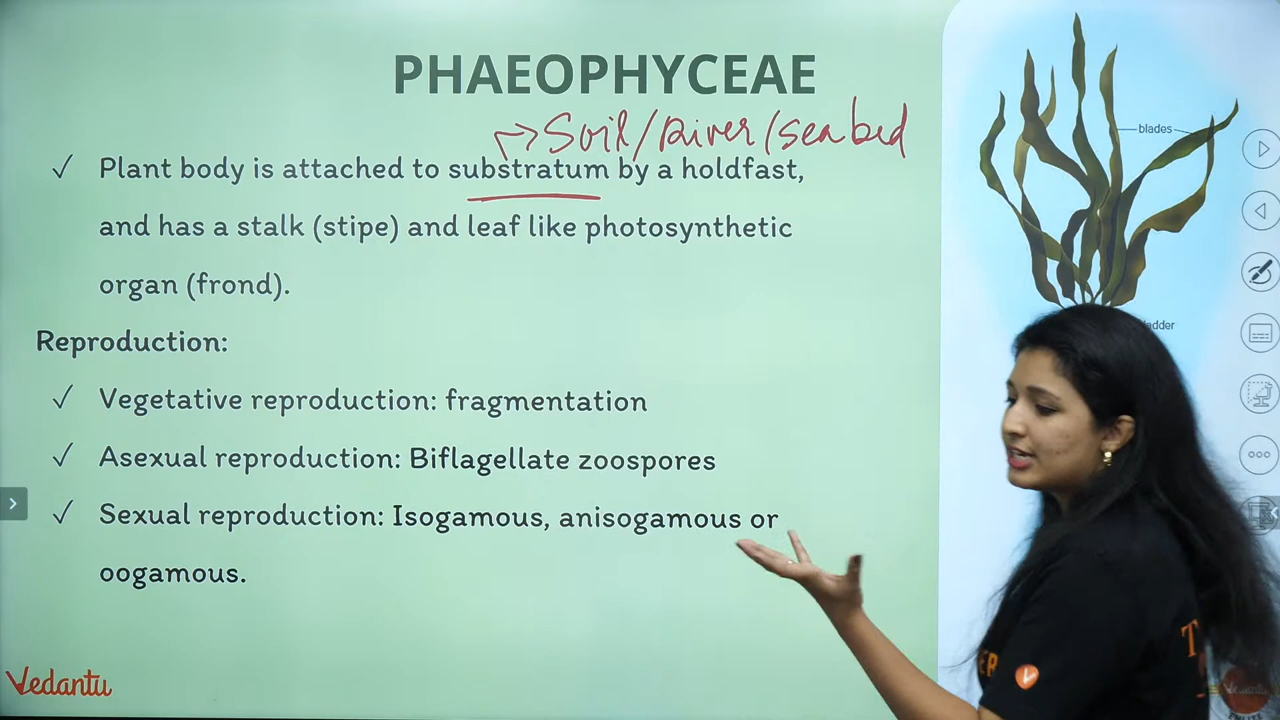 PHAEOPHYCEAE
→ Soil/River/Sea bed
✓ Plant body is attached to substratum by a holdfast,
and has a stalk (stipe) and leaf like photosynthetic
organ (frond).
Reproduction:
✓ Vegetative reproduction: fragmentation
✓ Asexual reproduction: Biflagellate zoospores
✓ Sexual reproduction: Isogamous, anisogamous or
oogamous.
blades
Vedantu